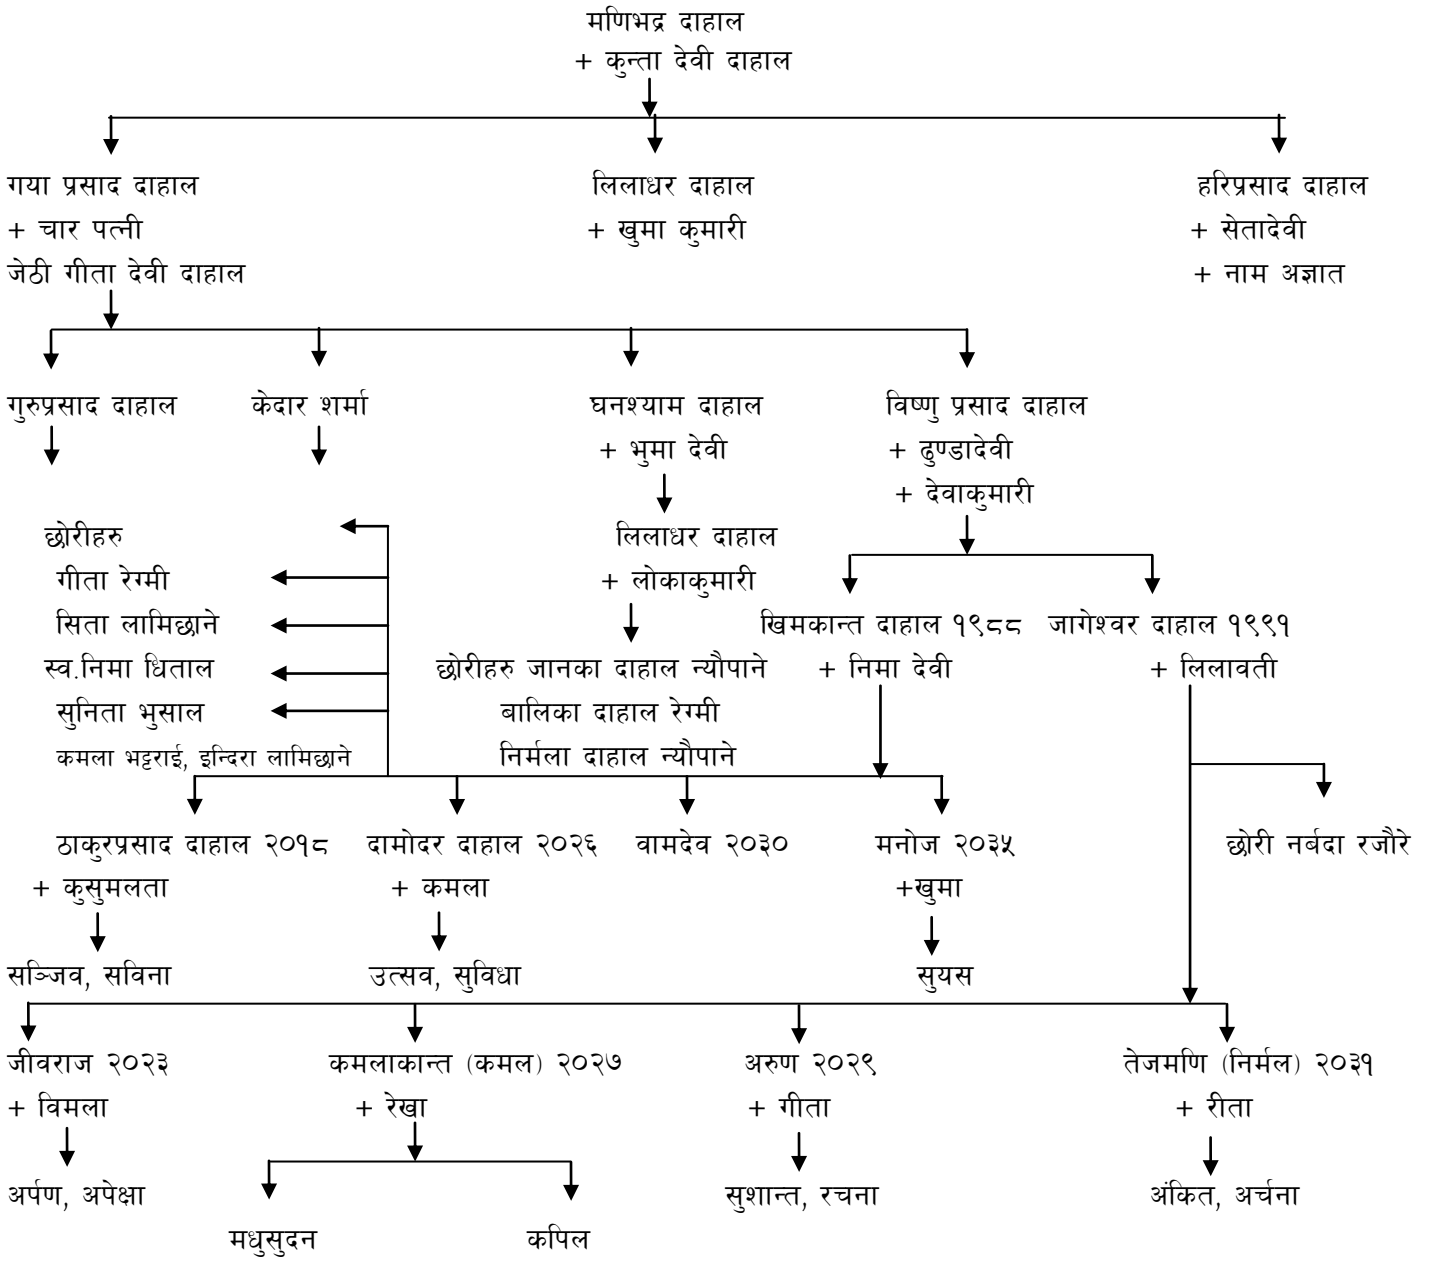 मणिभद्र दाहाल
+ कुन्ता देवी दाहाल
गया प्रसाद दाहाल
+ चार पत्नी
जेठी गीता देवी दाहाल
लिलाधर दाहाल
+ खुमा कुमारी
हरिप्रसाद दाहाल
+ सेतादेवी
+ नाम अज्ञात
गुरुप्रसाद दाहाल
केदार शर्मा
घनश्याम दाहाल
+ भुमा देवी
विष्णु प्रसाद दाहाल
+ ढुण्डादेवी
+ देवाकुमारी
छोरीहरु
गीता रेग्मी
सिता लामिछाने
स्व.निमा धिताल
सुनिता भुसाल
कमला भट्टराई, इन्दिरा लामिछाने
लिलाधर दाहाल
+ लोकाकुमारी
छोरीहरु जानका दाहाल न्यौपाने
बालिका दाहाल रेग्मी
निर्मला दाहाल न्यौपाने
खिमकान्त दाहाल १९८८
+ निमा देवी
जागेश्वर दाहाल १९९१
+ लिलावती
ठाकुरप्रसाद दाहाल २०१८
+ कुसुमलता
दामोदर दाहाल २०२६
+ कमला
वामदेव २०३०
मनोज २०३५
+खुमा
छोरी नर्बदा रजौरे
सञ्जिव, सविना
उत्सव, सुविधा
सुयस
जीवराज २०२३
+ विमला
कमलाकान्त (कमल) २०२७
+ रेखा
अरुण २०२९
+ गीता
तेजमणि (निर्मल) २०३१
+ रीता
अर्पण, अपेक्षा
सुशान्त, रचना
अंकित, अर्चना
मधुसुदन
कपिल